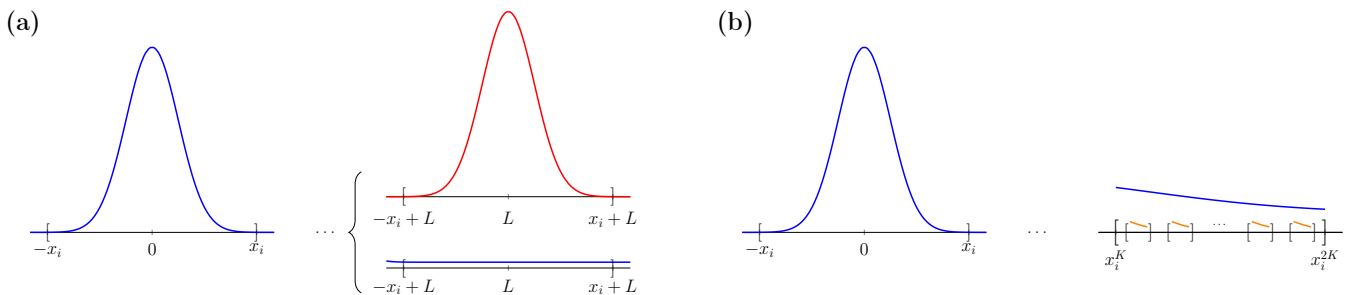 (a)
−x_i 0 x_i
⋯
−x_i + L L x_i + L
−x_i + L L x_i + L
(b)
−x_i 0 x_i
⋯
⋯
x_i^K x_i^{2K}